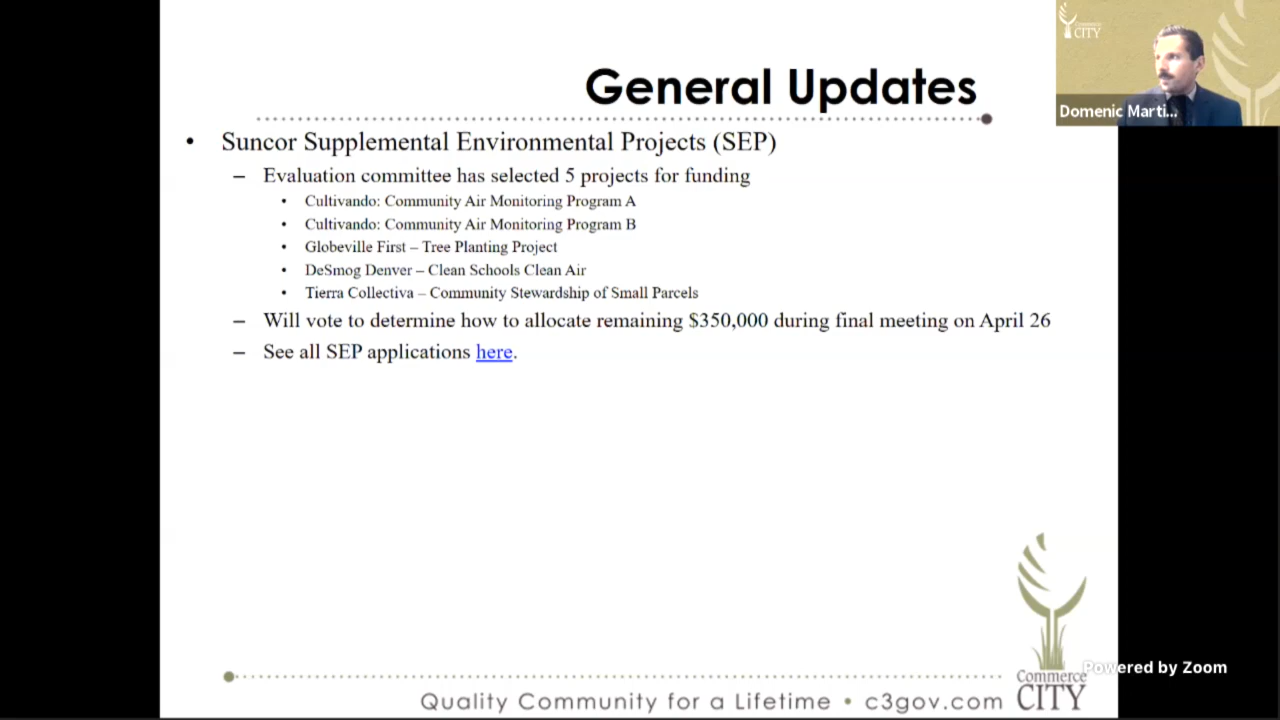 General Updates
Commerce
CITY
Domenic Marti...
• Suncor Supplemental Environmental Projects (SEP)
– Evaluation committee has selected 5 projects for funding
• Cultivando: Community Air Monitoring Program A
• Cultivando: Community Air Monitoring Program B
• Globeville First – Tree Planting Project
• DeSmog Denver – Clean Schools Clean Air
• Tierra Collectiva – Community Stewardship of Small Parcels
– Will vote to determine how to allocate remaining $350,000 during final meeting on April 26
– See all SEP applications here.
Powered by Zoom
Commerce
CITY
Quality Community for a Lifetime • c3gov.com